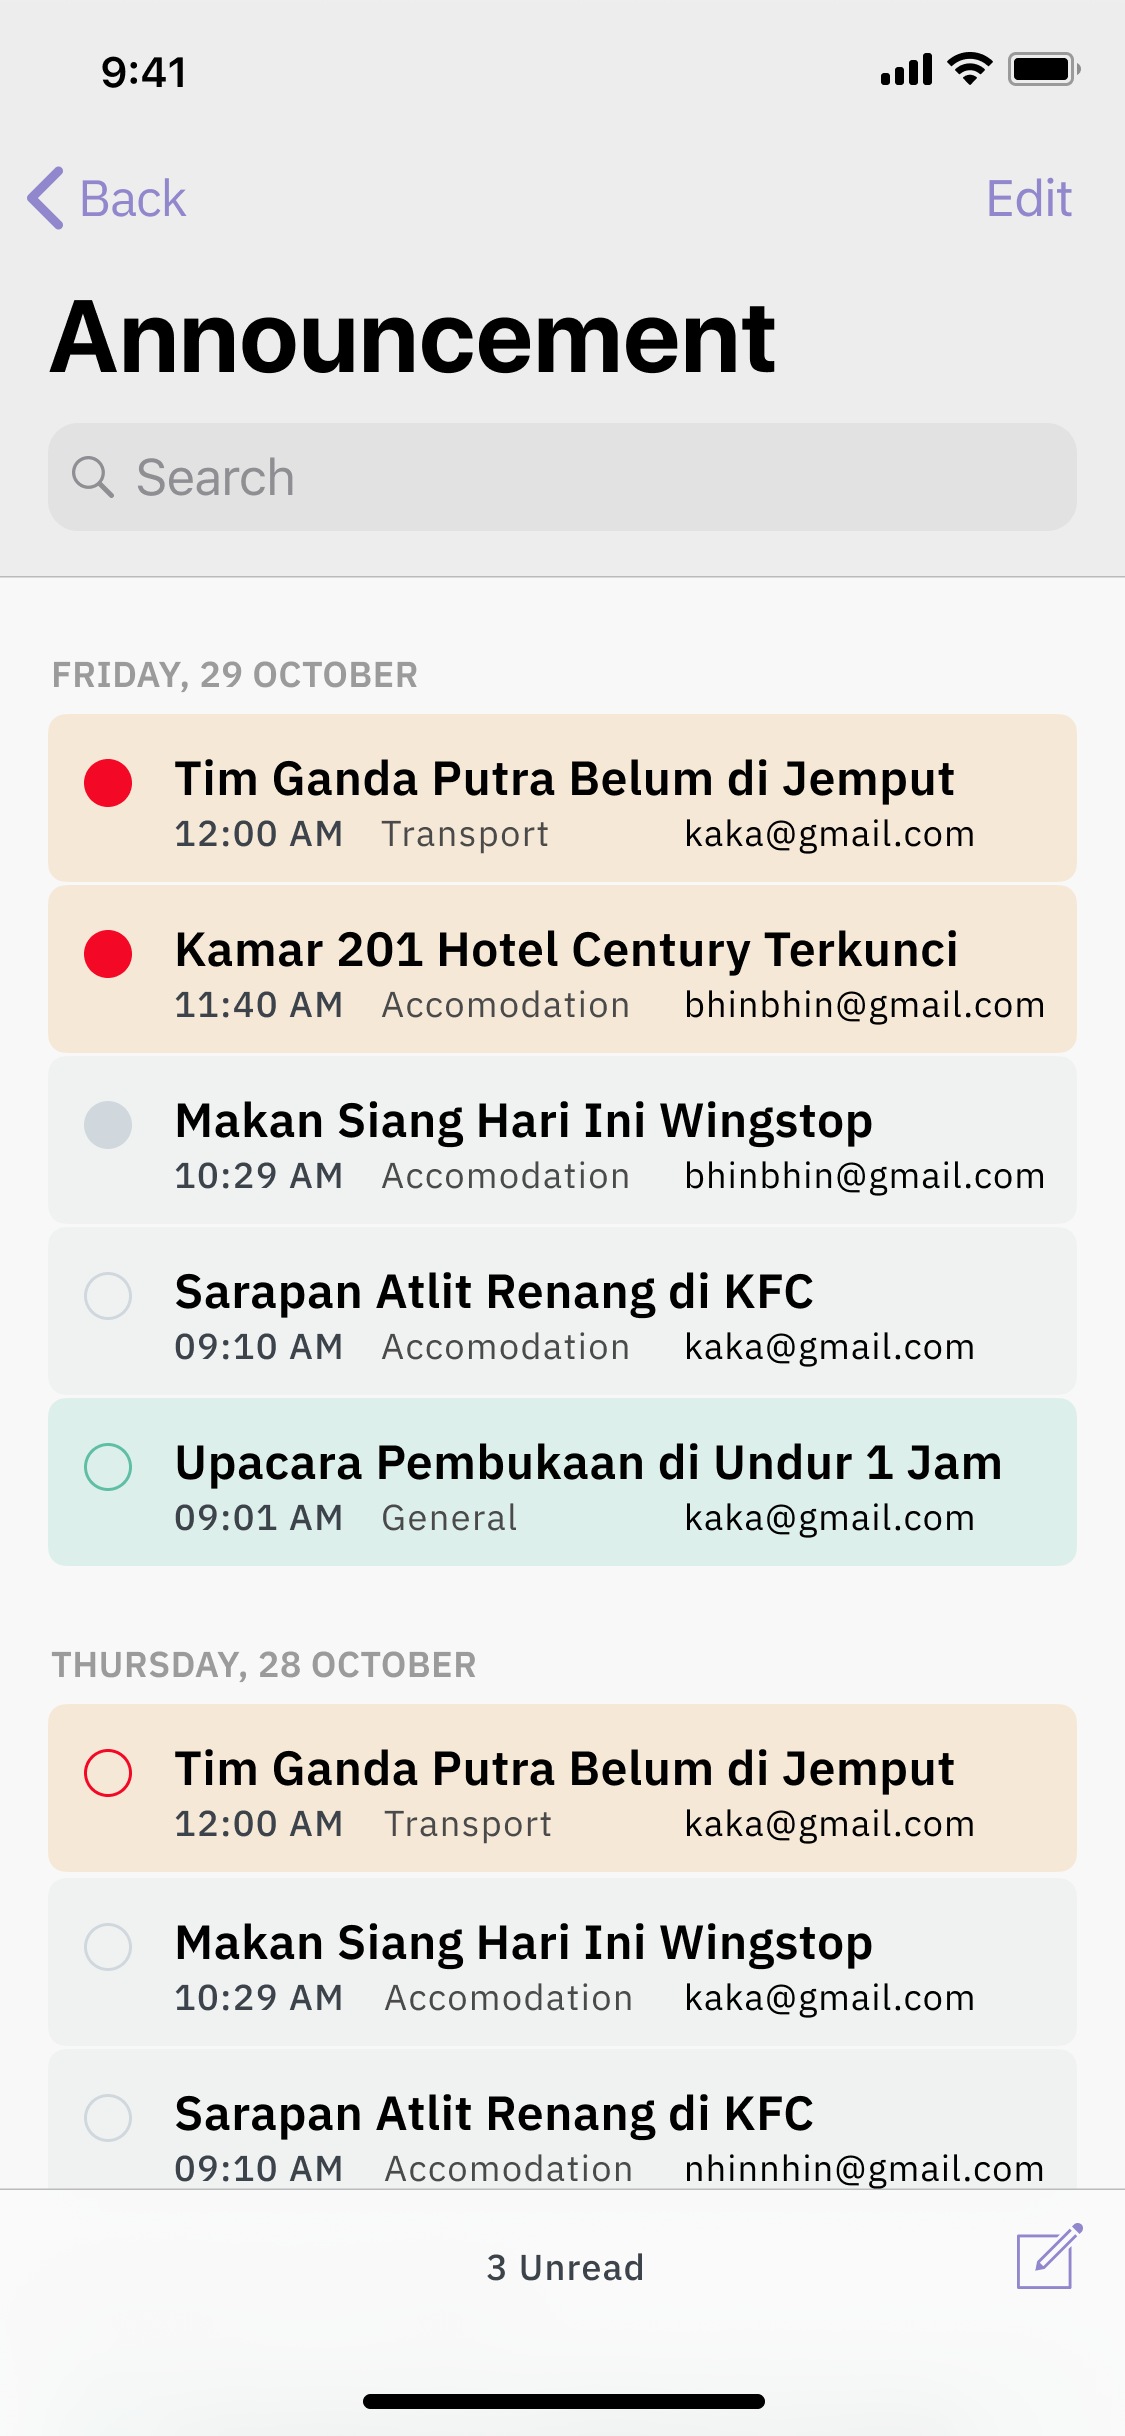 9:41
Back
Edit
Announcement
Search
FRIDAY, 29 OCTOBER
Tim Ganda Putra Belum di Jemput
12:00 AM Transport kaka@gmail.com
Kamar 201 Hotel Century Terkunci
11:40 AM Accomodation bhinbhin@gmail.com
Makan Siang Hari Ini Wingstop
10:29 AM Accomodation bhinbhin@gmail.com
Sarapan Atlit Renang di KFC
09:10 AM Accomodation kaka@gmail.com
Upacara Pembukaan di Undur 1 Jam
09:01 AM General kaka@gmail.com
THURSDAY, 28 OCTOBER
Tim Ganda Putra Belum di Jemput
12:00 AM Transport kaka@gmail.com
Makan Siang Hari Ini Wingstop
10:29 AM Accomodation kaka@gmail.com
Sarapan Atlit Renang di KFC
09:10 AM Accomodation nhinnhin@gmail.com
3 Unread